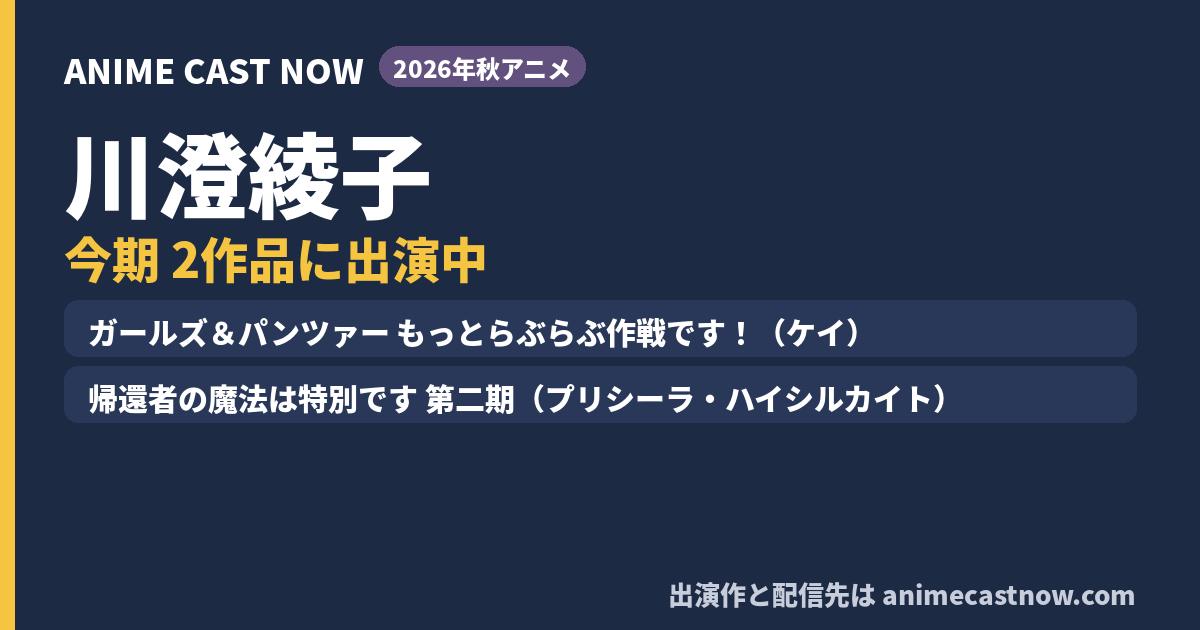 ANIME CAST NOW 2026年秋アニメ
川澄綾子
今期 2作品に出演中
ガールズ＆パンツァー もっとらぶらぶ作戦です！（ケイ）
帰還者の魔法は特別です 第二期（プリシーラ・ハイシルカイト）
出演作と配信先は animecastnow.com